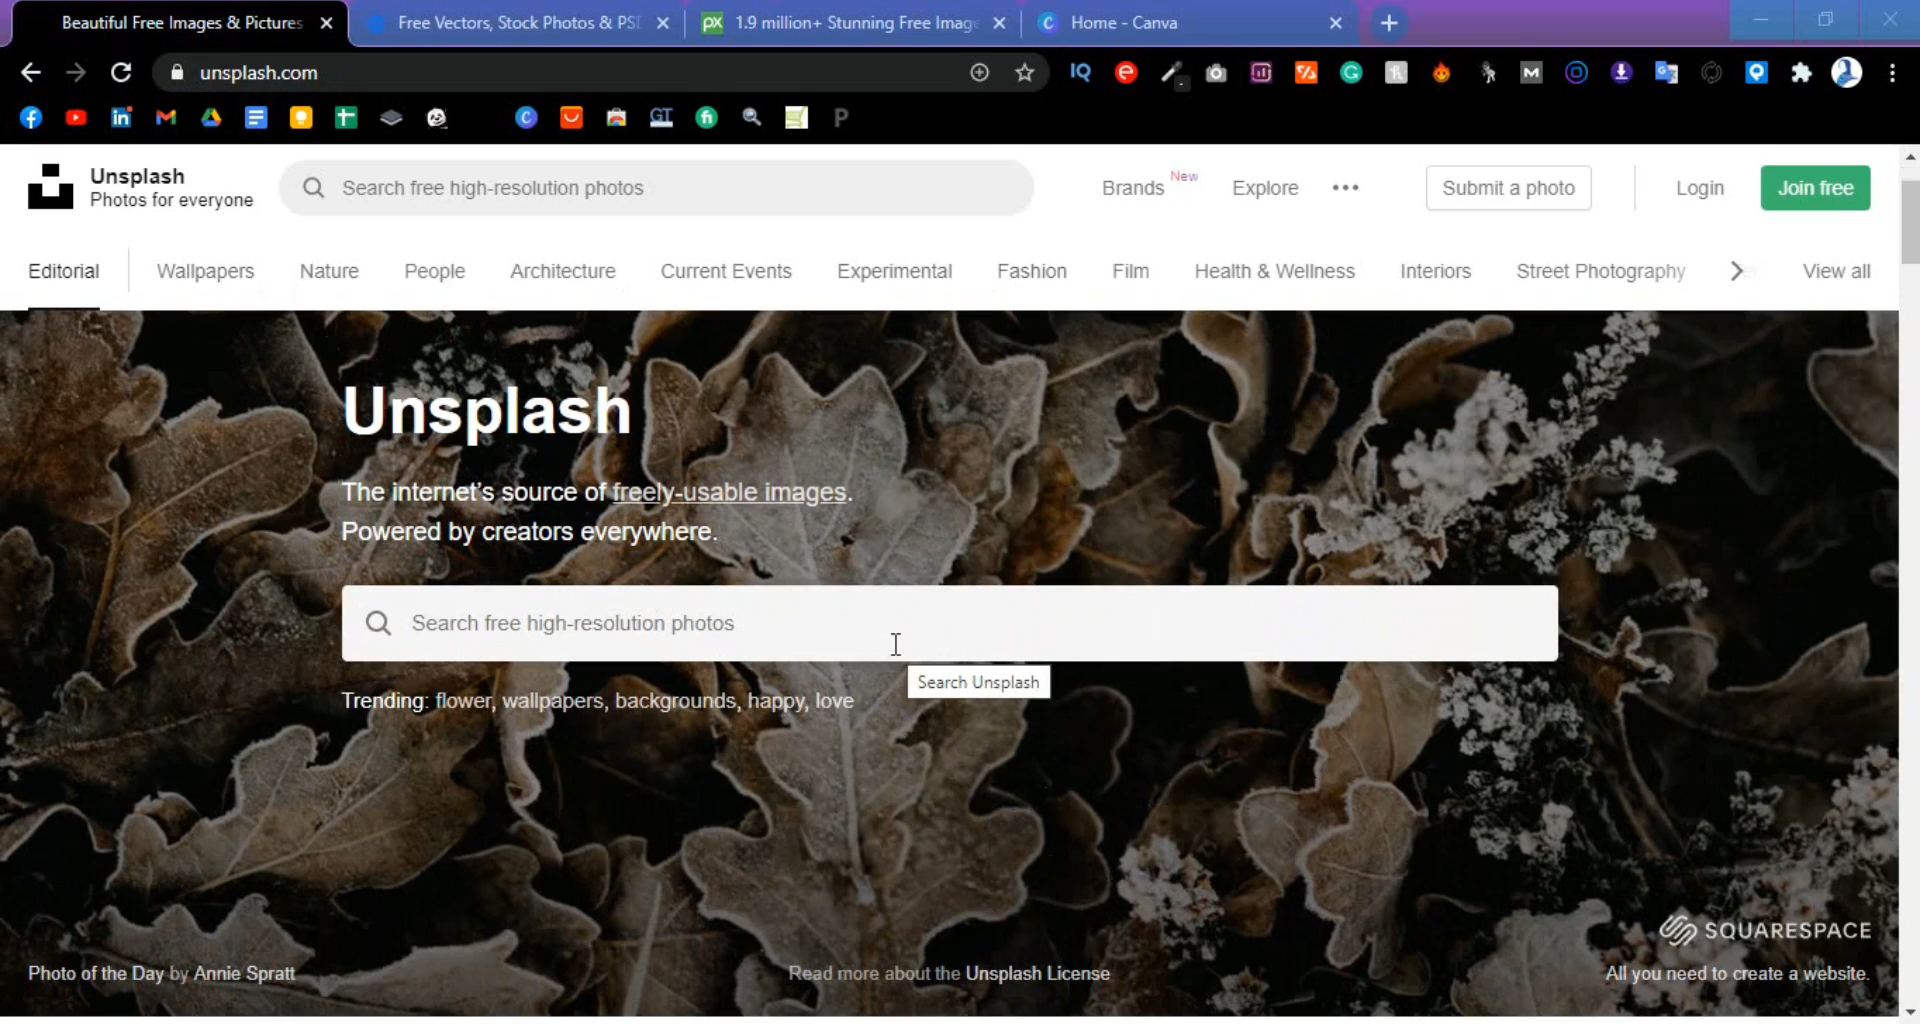 Beautiful Free Images & Pictures
Free Vectors, Stock Photos & PSD
px 1.9 million+ Stunning Free Image
C Home - Canva
unsplash.com
Unsplash
Photos for everyone
Search free high-resolution photos
Brands New
Explore
Submit a photo
Login
Join free
Editorial
Wallpapers
Nature
People
Architecture
Current Events
Experimental
Fashion
Film
Health & Wellness
Interiors
Street Photography
View all
Unsplash
The internet's source of freely-usable images.
Powered by creators everywhere.
Search free high-resolution photos
Search Unsplash
Trending: flower, wallpapers, backgrounds, happy, love
SQUARESPACE
Photo of the Day by Annie Spratt
Read more about the Unsplash License
All you need to create a website.